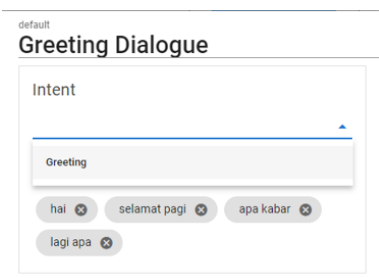 default
Greeting Dialogue
Intent
Greeting
hai selamat pagi apa kabar
lagi apa